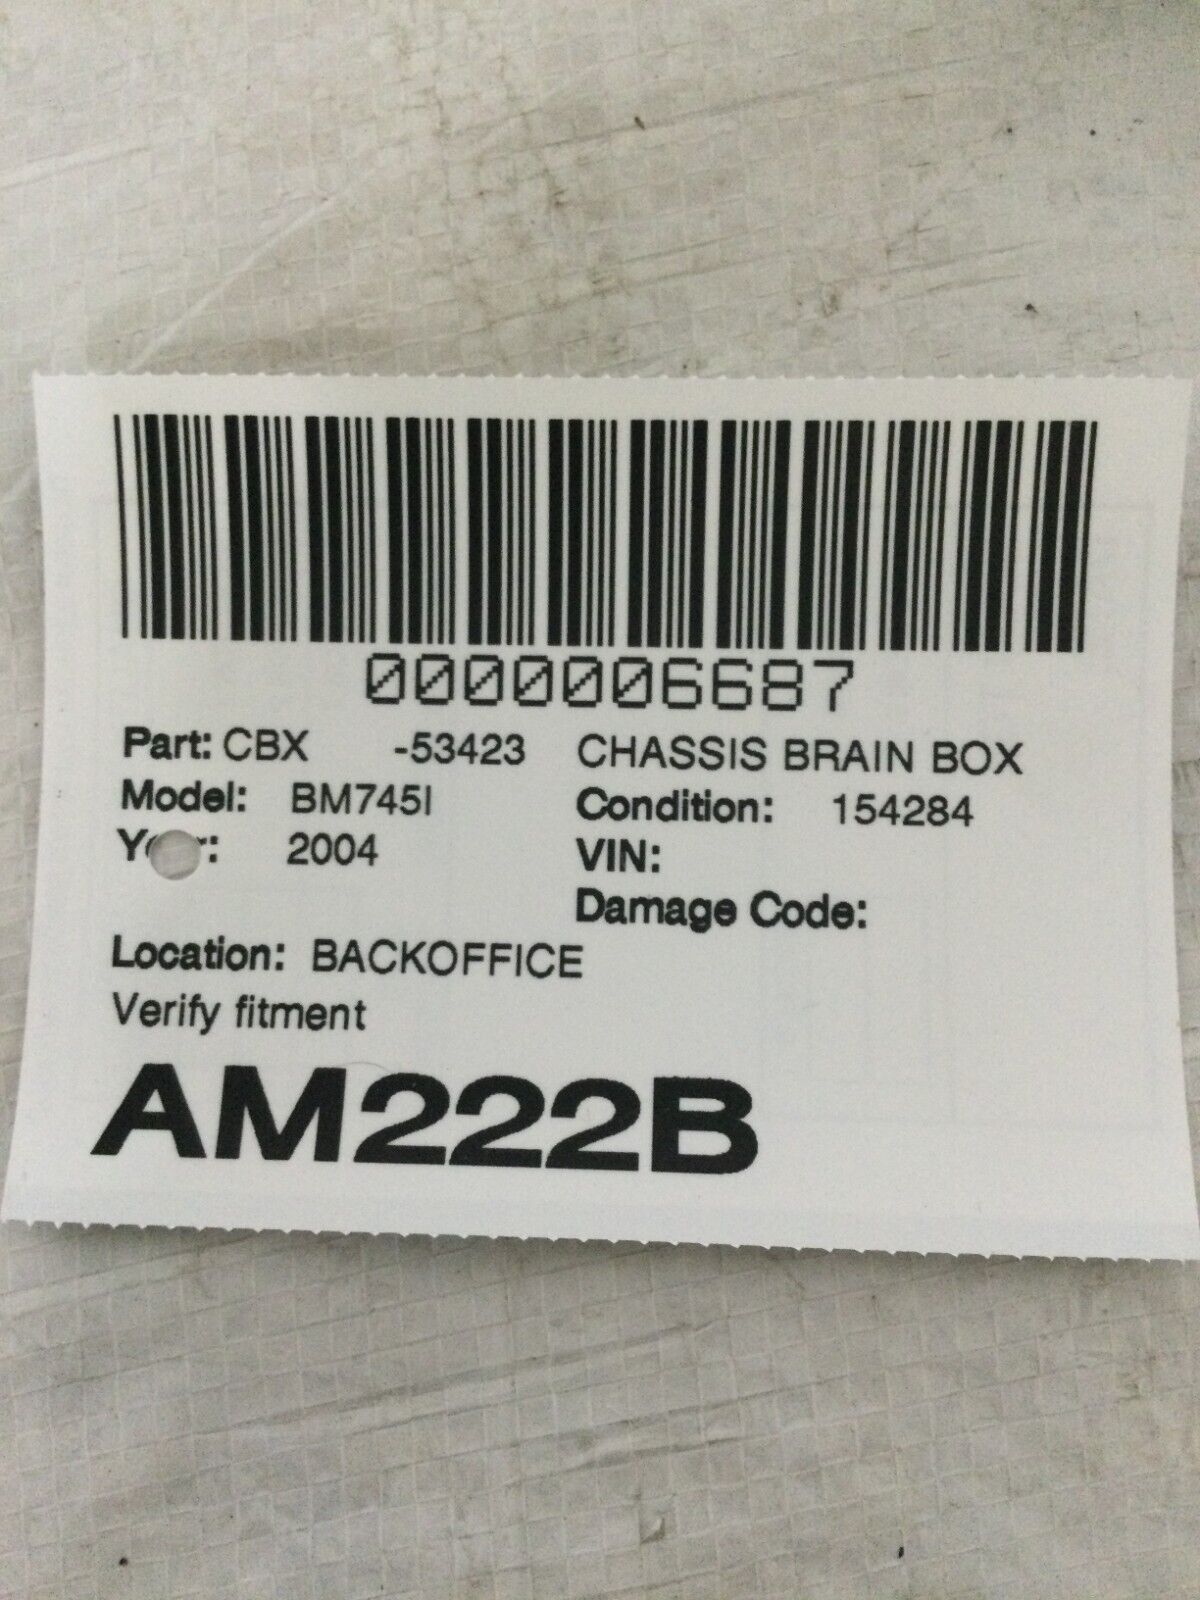 0000006687
Part: CBX -53423 CHASSIS BRAIN BOX
Model: BM745I Condition: 154284
2004 VIN:
Damage Code:
Location: BACKOFFICE
Verify fitment
AM222B